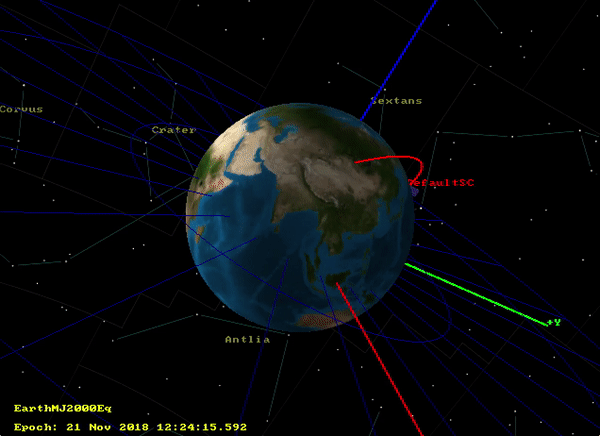 Corvus
Sextans
Crater
DefaultSC
+Y
Antlia
EarthMJ2000Eq
Epoch: 21 Nov 2018 12:24:15.592